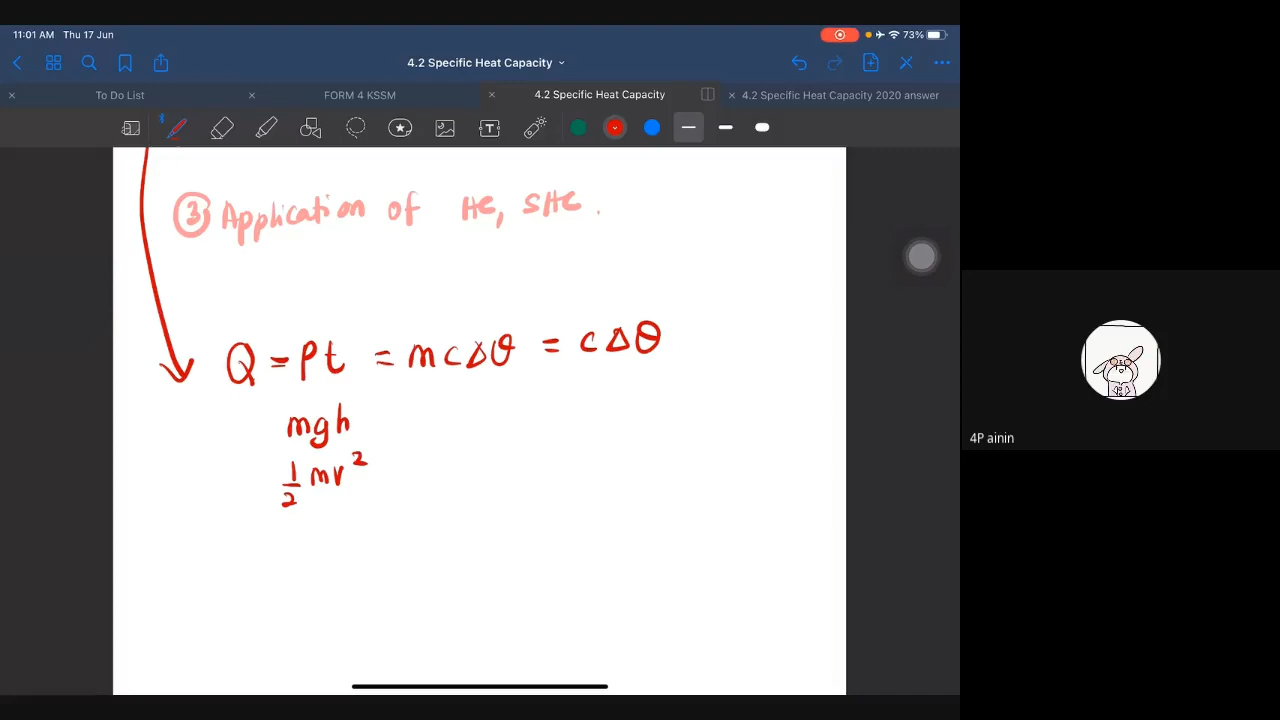 11:01 AM Thu 17 Jun
73%
4.2 Specific Heat Capacity
To Do List
FORM 4 KSSM
4.2 Specific Heat Capacity
4.2 Specific Heat Capacity 2020 answer
③ Application of HC, SHC.
Q = Pt = mcΔθ = CΔθ
mgh
½mv²
4P ainin